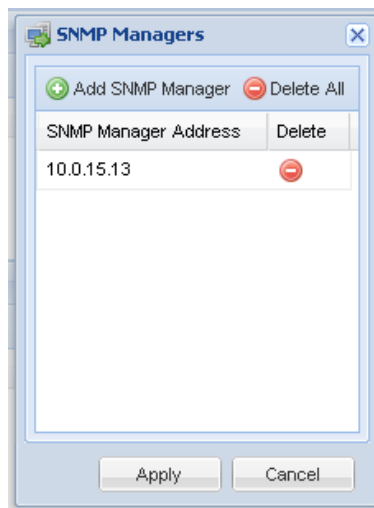 SNMP Managers
Add SNMP Manager Delete All
SNMP Manager Address Delete
10.0.15.13
Apply Cancel